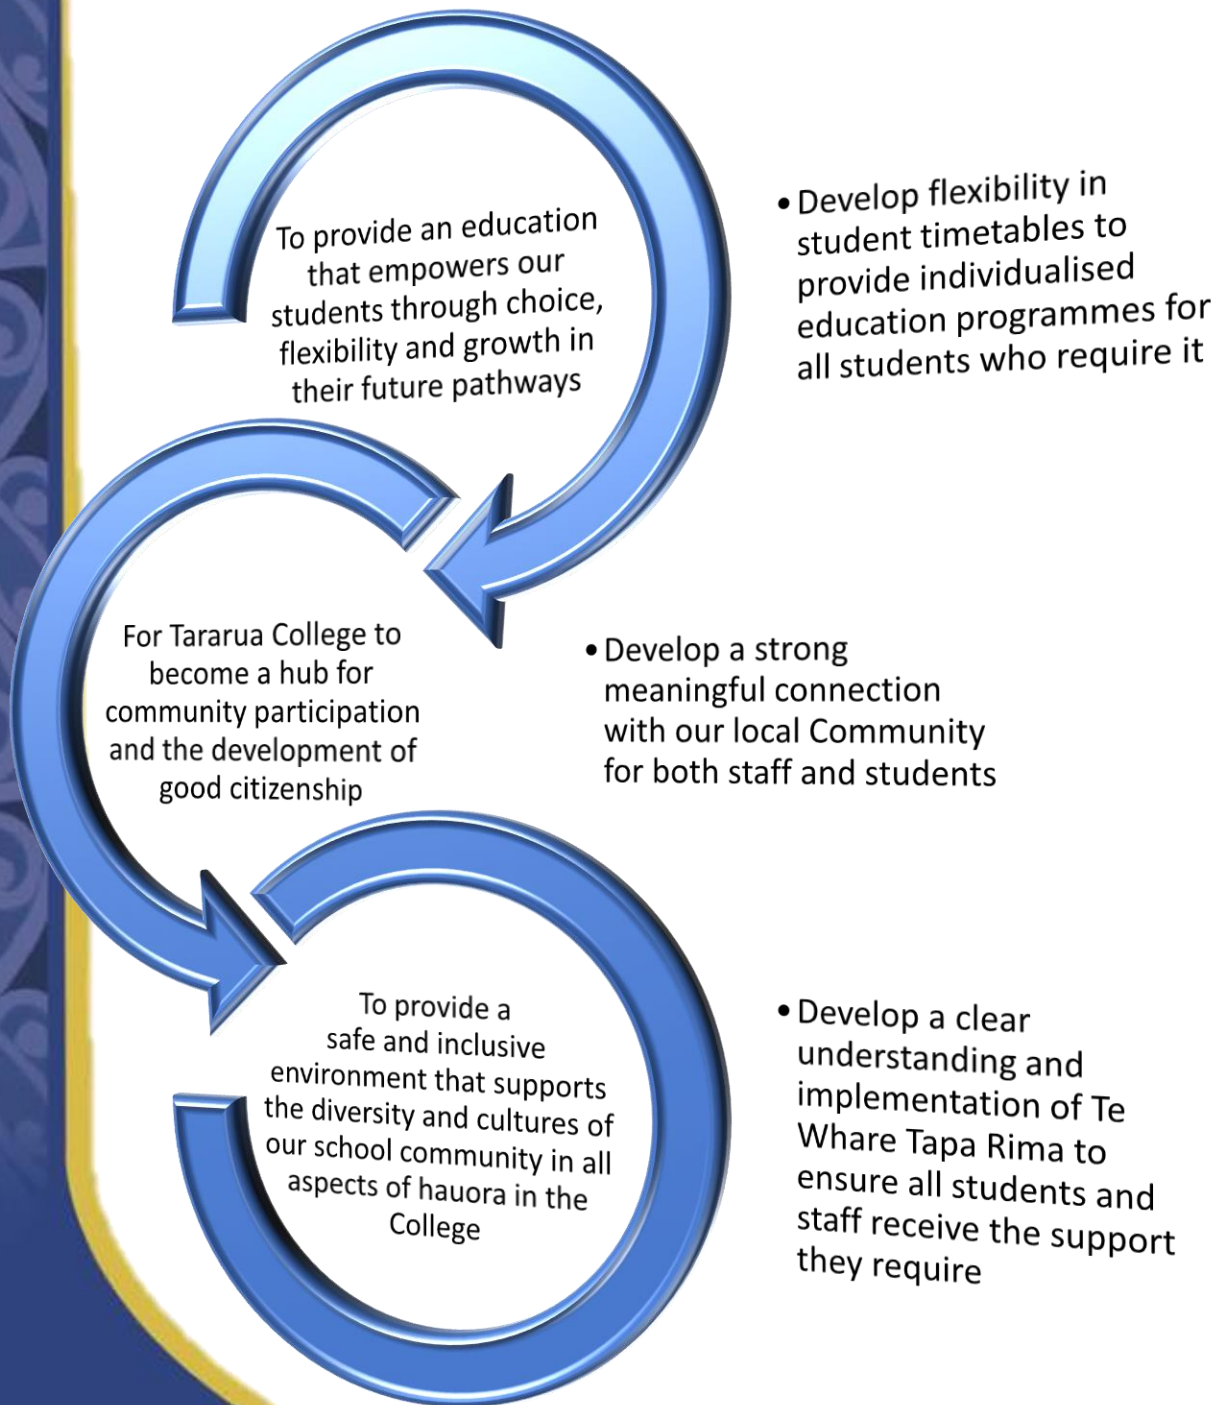 To provide an education
that empowers our
students through choice,
flexibility and growth in
their future pathways
• Develop flexibility in
student timetables to
provide individualised
education programmes for
all students who require it
For Tararua College to
become a hub for
community participation
and the development of
good citizenship
• Develop a strong
meaningful connection
with our local Community
for both staff and students
To provide a
safe and inclusive
environment that supports
the diversity and cultures of
our school community in all
aspects of hauora in the
College
• Develop a clear
understanding and
implementation of Te
Whare Tapa Rima to
ensure all students and
staff receive the support
they require